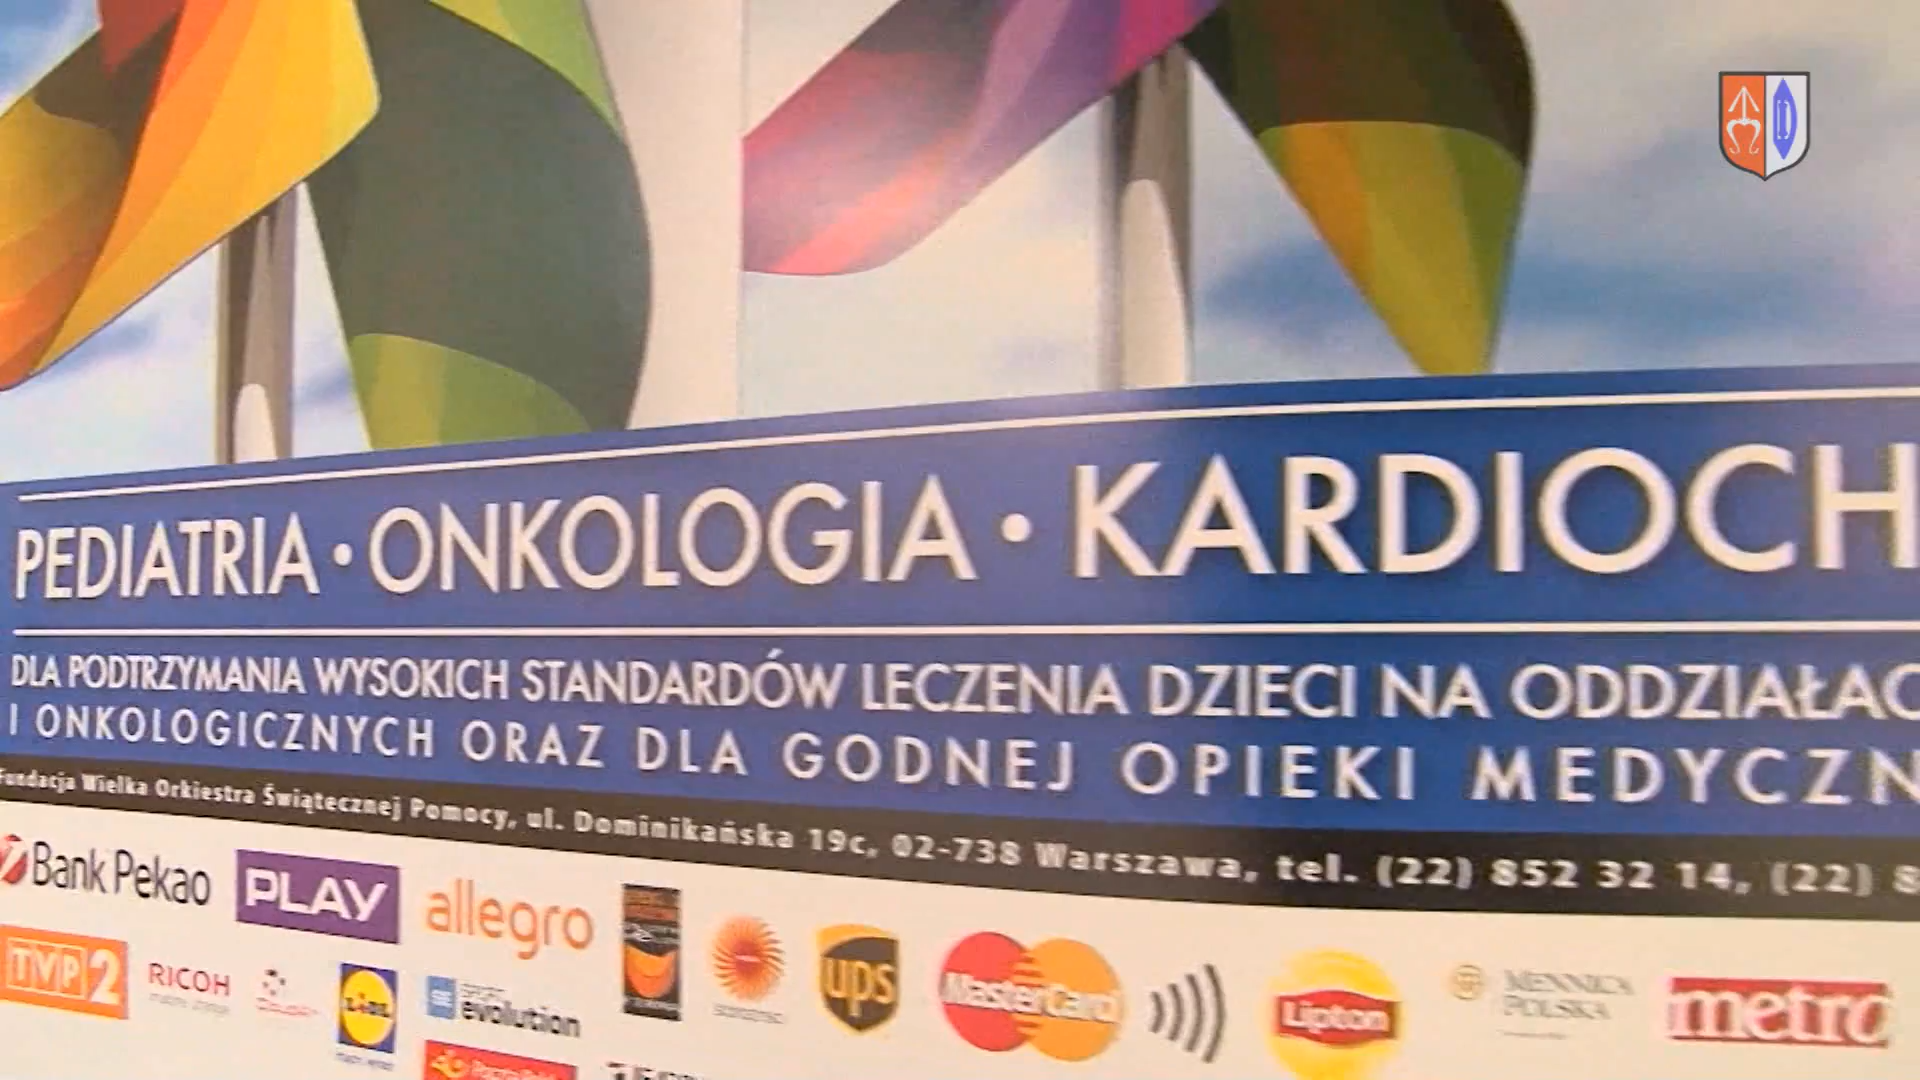 PEDIATRIA • ONKOLOGIA • KARDIOCH
DLA PODTRZYMANIA WYSOKICH STANDARDÓW LECZENIA DZIECI NA ODDZIAŁAC
I ONKOLOGICZNYCH ORAZ DLA GODNEJ OPIEKI MEDYCZN
Fundacja Wielka Orkiestra Świątecznej Pomocy, ul. Dominikańska 19c, 02-738 Warszawa, tel. (22) 852 32 14, (22) 8
Bank Pekao PLAY allegro ups MasterCard Lipton MENNICA POLSKA metro
TVP2 RICOH LIDL evolution